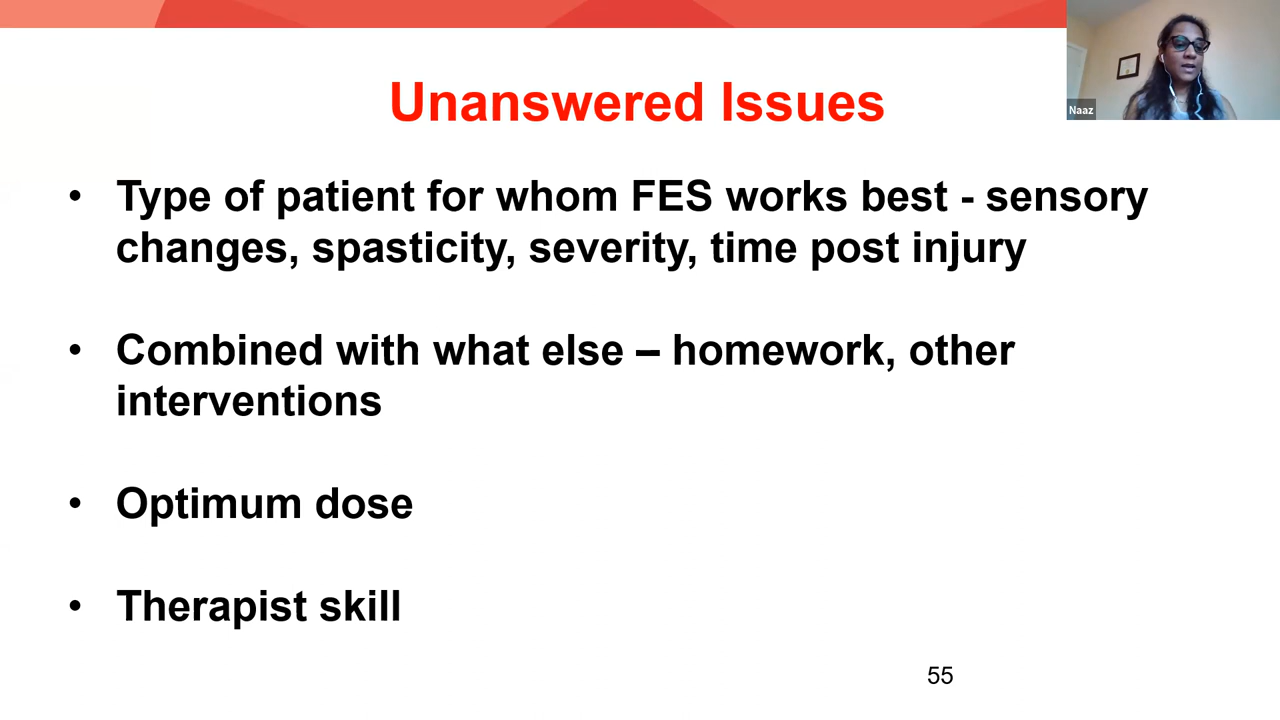 Naaz
Unanswered Issues
• Type of patient for whom FES works best - sensory
changes, spasticity, severity, time post injury
• Combined with what else – homework, other
interventions
• Optimum dose
• Therapist skill
55